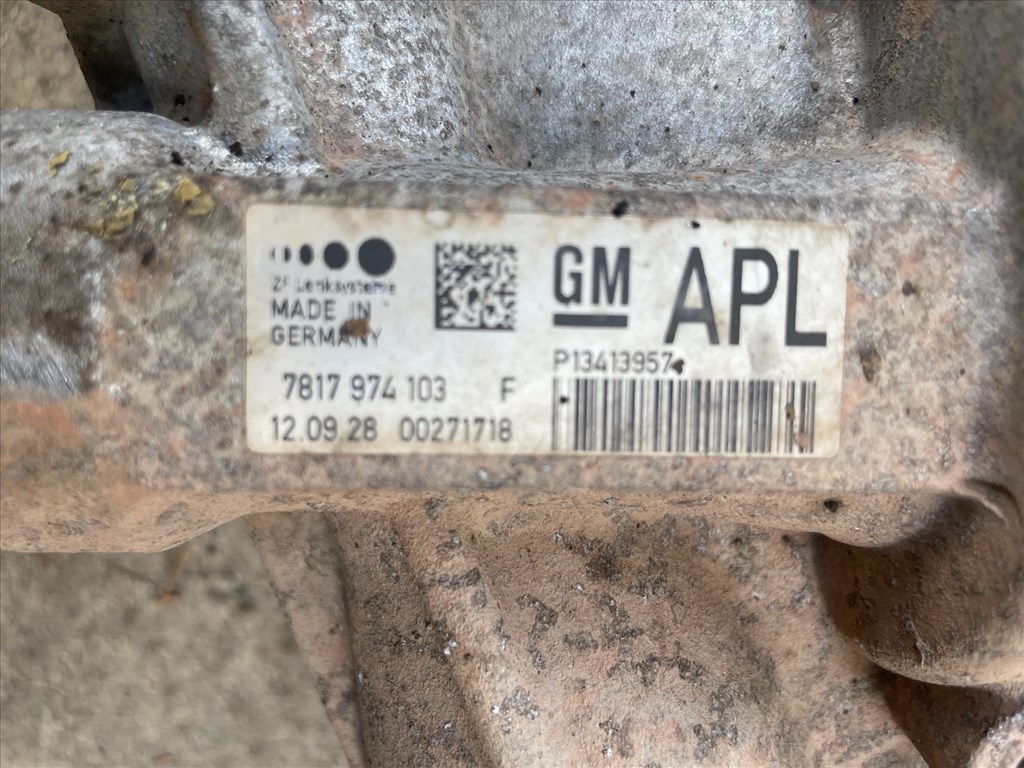 ZF Lenksysteme
MADE IN
GERMANY
7817 974 103 F
12.09.28 00271718
GM APL
P13413957